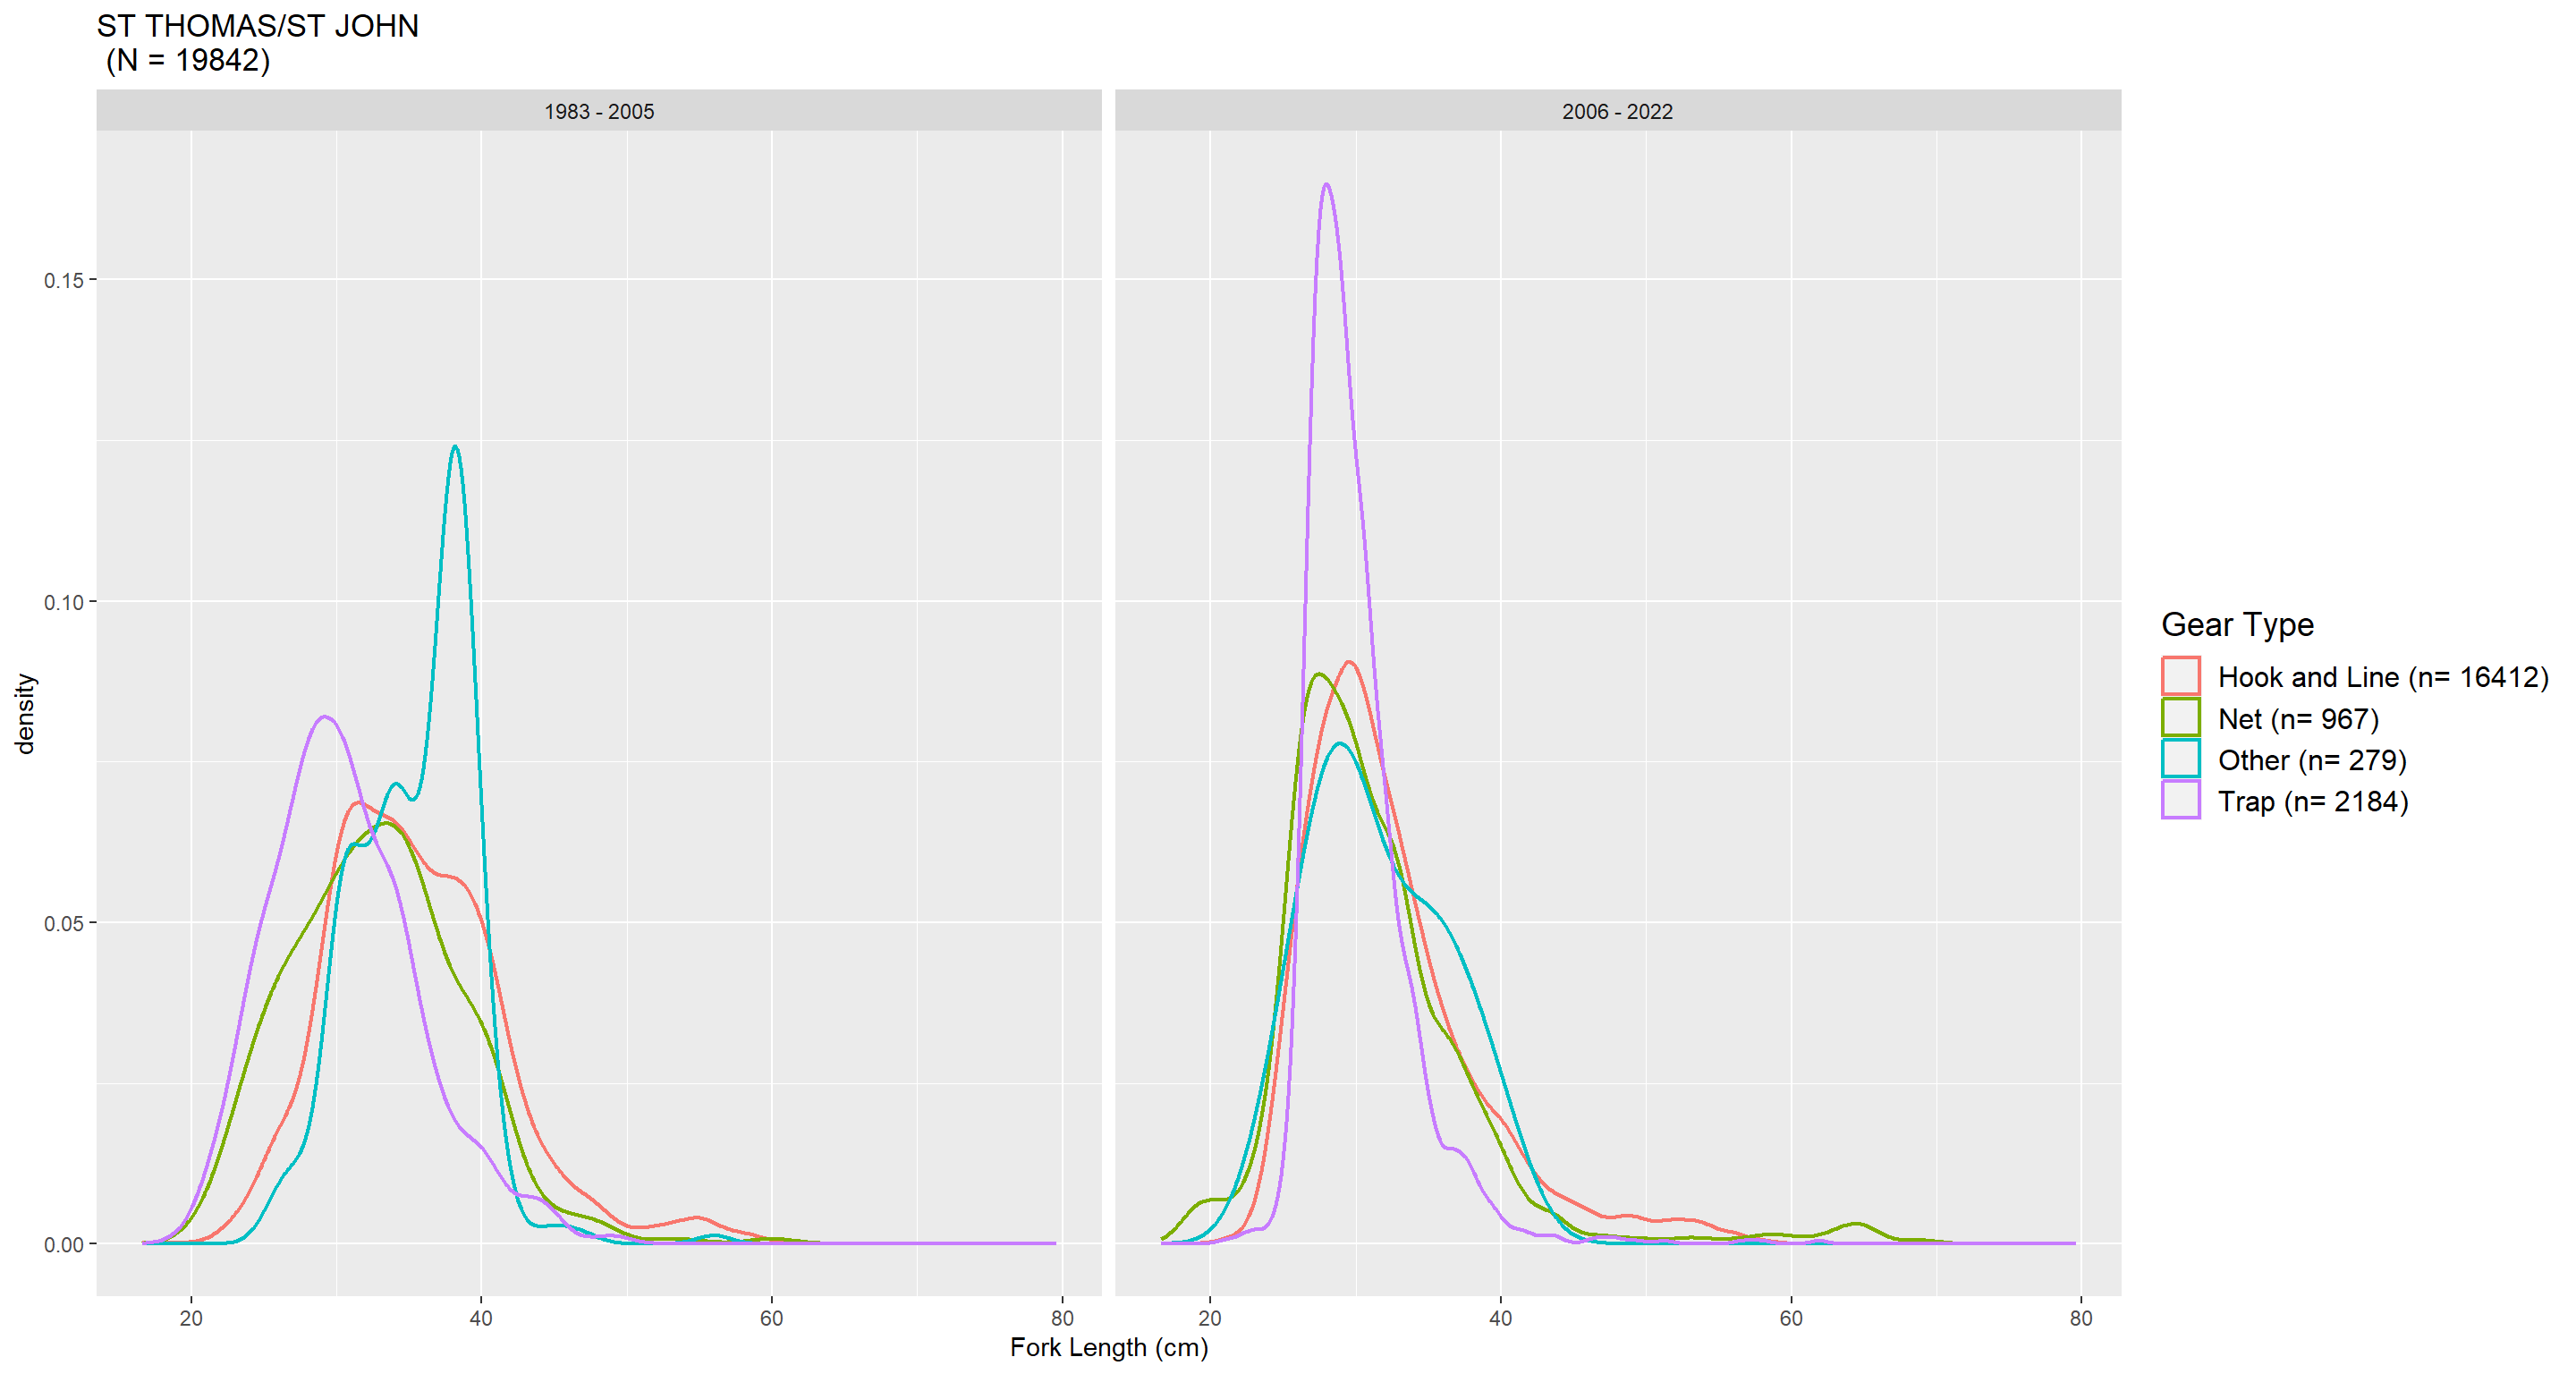 ST THOMAS/ST JOHN
(N = 19842)
1983 - 2005
2006 - 2022
0.15
0.10
0.05
0.00
density
20
40
60
80
20
40
60
80
Fork Length (cm)
Gear Type
Hook and Line (n= 16412)
Net (n= 967)
Other (n= 279)
Trap (n= 2184)